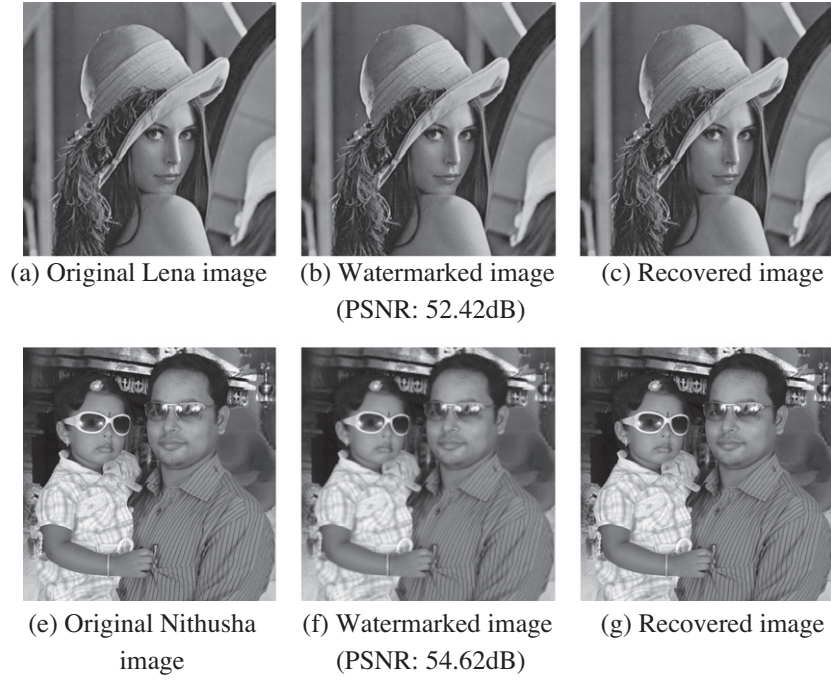 (a) Original Lena image
(b) Watermarked image
(PSNR: 52.42dB)
(c) Recovered image
(e) Original Nithusha
image
(f) Watermarked image
(PSNR: 54.62dB)
(g) Recovered image